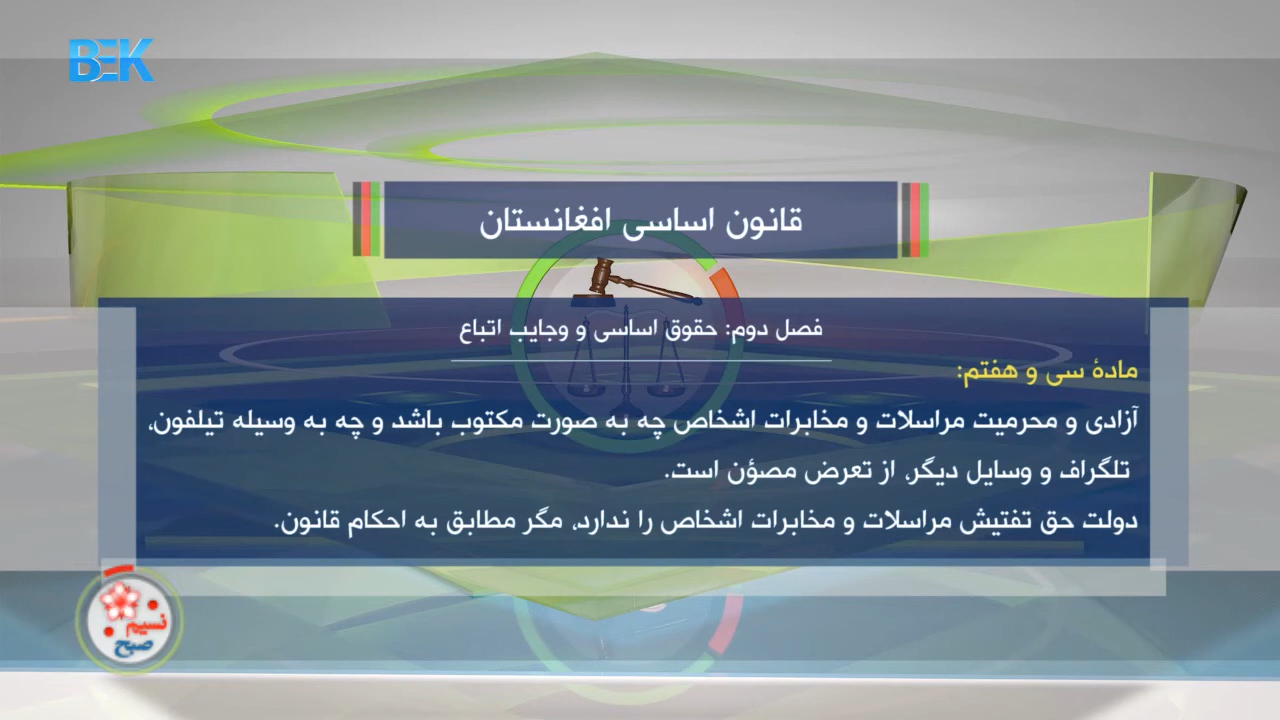 BEK
قانون اساسی افغانستان
فصل دوم: حقوق اساسی و وجایب اتباع
مادهٔ سی و هفتم:
آزادی و محرمیت مراسلات و مخابرات اشخاص چه به صورت مکتوب باشد و چه به وسیله تیلفون،
تلگراف و وسایل دیگر، از تعرض مصؤن است.
دولت حق تفتیش مراسلات و مخابرات اشخاص را ندارد، مگر مطابق به احکام قانون.
نسیم
صبح